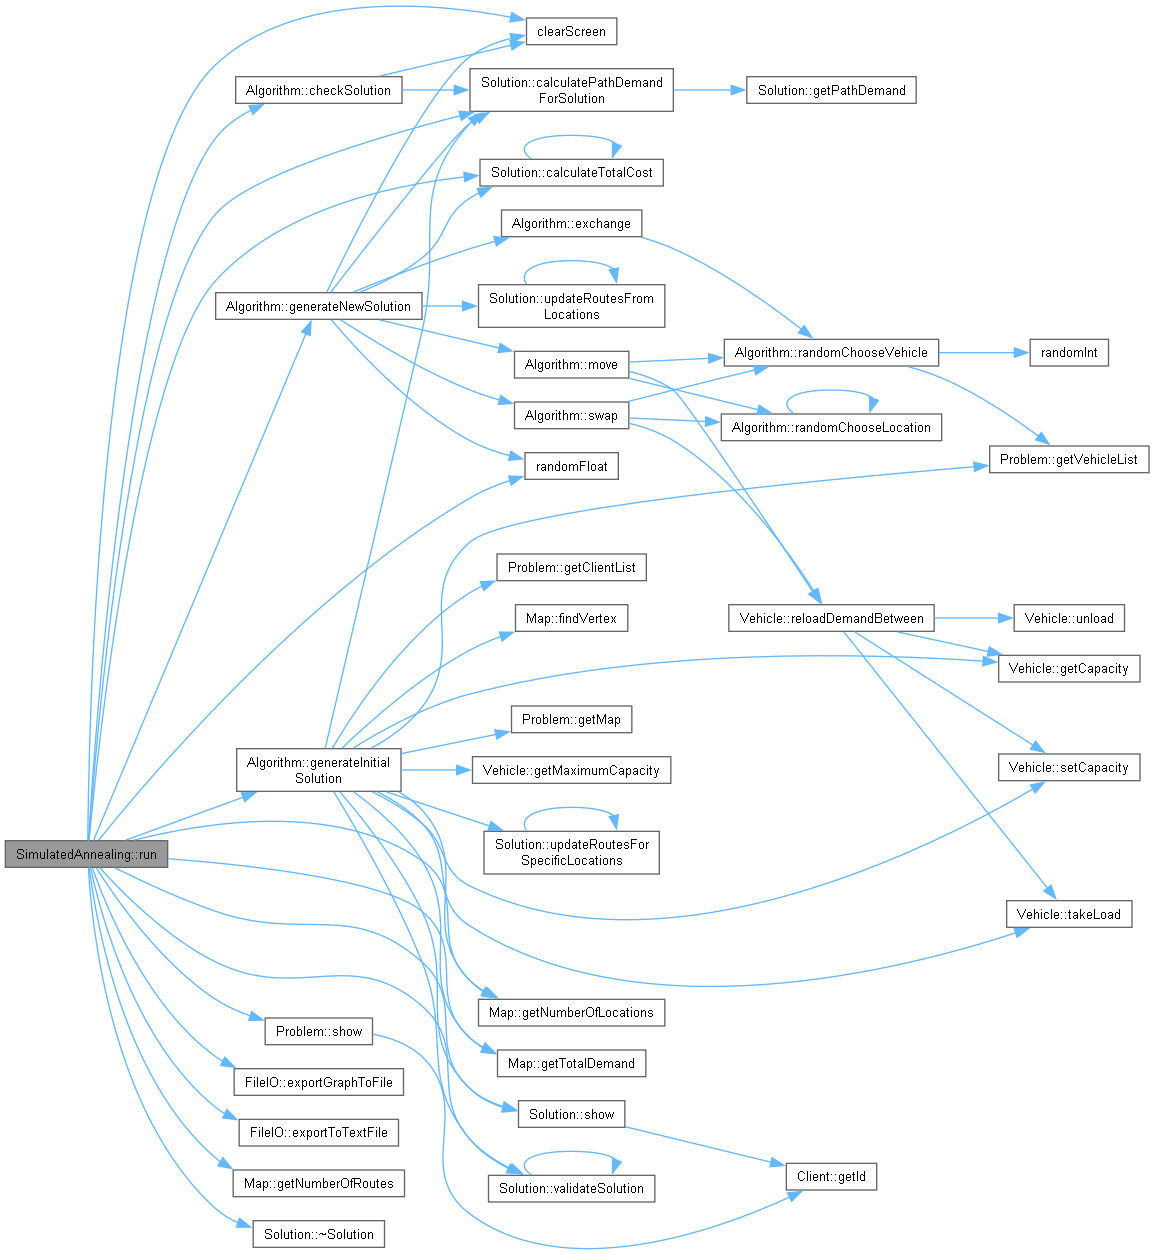 clearScreen
Algorithm::checkSolution
Solution::calculatePathDemand
ForSolution
Solution::getPathDemand
Solution::calculateTotalCost
Algorithm::exchange
Algorithm::generateNewSolution
Solution::updateRoutesFrom
Locations
Algorithm::move
Algorithm::randomChooseVehicle
randomInt
Algorithm::swap
Algorithm::randomChooseLocation
randomFloat
Problem::getVehicleList
Problem::getClientList
Map::findVertex
Vehicle::reloadDemandBetween
Vehicle::unload
Vehicle::getCapacity
Problem::getMap
Algorithm::generateInitial
Solution
Vehicle::getMaximumCapacity
Vehicle::setCapacity
Solution::updateRoutesFor
SpecificLocations
SimulatedAnnealing::run
Vehicle::takeLoad
Map::getNumberOfLocations
Problem::show
Map::getTotalDemand
FileIO::exportGraphToFile
Solution::show
FileIO::exportToTextFile
Client::getId
Map::getNumberOfRoutes
Solution::validateSolution
Solution::~Solution